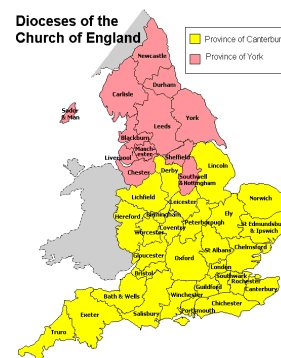 Dioceses of the
Church of England
Province of Canterbur
Province of York
Newcastle
Carlisle
Durham
Sodor
& Man
York
Leeds
Blackburn
Manch-
ester
Liverpool
Sheffield
Chester
Southwell
& Nottingham
Lincoln
Derby
Lichfield
Leicester
Norwich
Hereford
Birmingham
Peterborough
Ely
St Edmundsbury
& Ipswich
Coventry
Worcester
Gloucester
Oxford
St Albans
Chelmsford
London
Bristol
Southwark
Rochester
Guildford
Canterbury
Bath & Wells
Winchester
Salisbury
Chichester
Portsmouth
Exeter
Truro